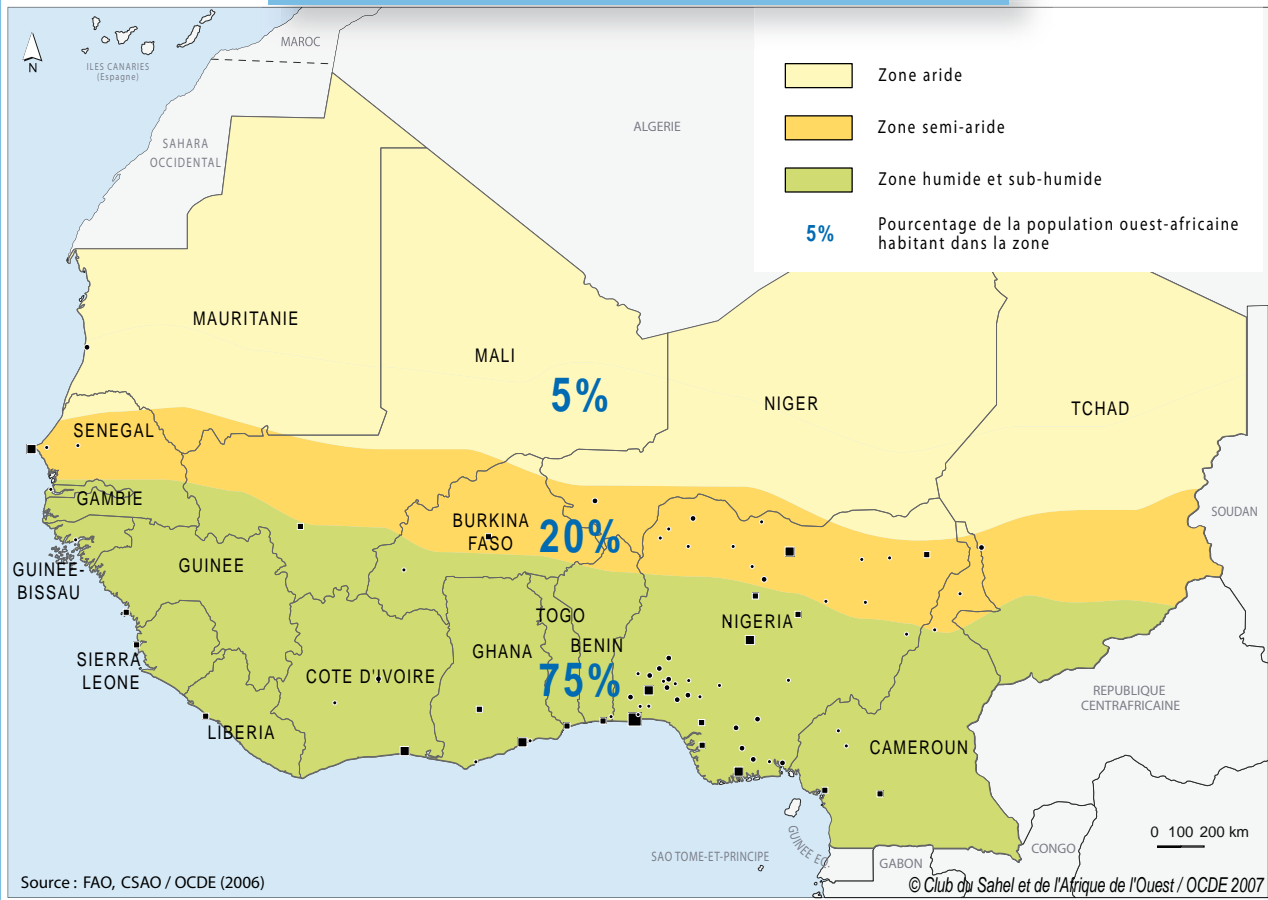 MAROC
ILES CANARIES
(Espagne)
N
Zone aride
ALGERIE
Zone semi-aride
SAHARA
OCCIDENTAL
Zone humide et sub-humide
5%
Pourcentage de la population ouest-africaine
habitant dans la zone
MAURITANIE
MALI
5%
NIGER
TCHAD
SENEGAL
GAMBIE
BURKINA
FASO
20%
SOUDAN
GUINEE
GUINEE-
BISSAU
TOGO
NIGERIA
GHANA
BENIN
SIERRA
LEONE
COTE D'IVOIRE
75%
REPUBLIQUE
CENTRAFRICAINE
LIBERIA
CAMEROUN
0 100 200 km
GUINEE EQ.
SAO TOME-ET-PRINCIPE
GABON
CONGO
Source : FAO, CSAO / OCDE (2006)
© Club du Sahel et de l'Afrique de l'Ouest / OCDE 2007